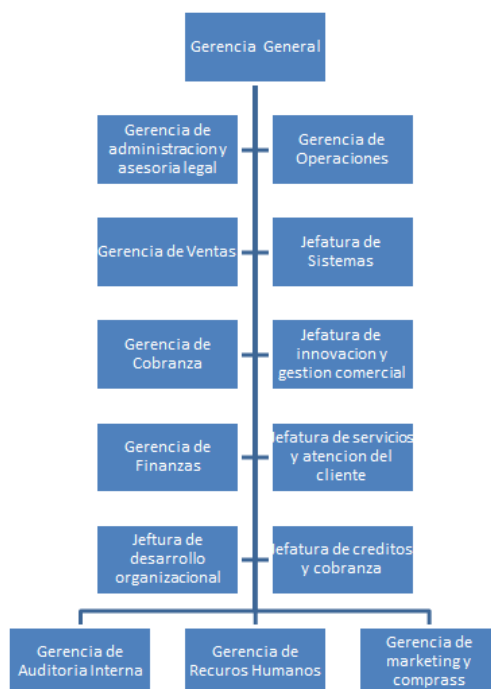 Gerencia General
Gerencia de
administracion y
asesoria legal
Gerencia de
Operaciones
Gerencia de Ventas
Jefatura de
Sistemas
Gerencia de
Cobranza
Jefatura de
innovacion y
gestion comercial
Gerencia de
Finanzas
Jefatura de servicios
y atencion del
cliente
Jeftura de
desarrollo
organizacional
Jefatura de creditos
y cobranza
Gerencia de
Auditoria Interna
Gerencia de
Recuros Humanos
Gerencia de
marketing y
comprass